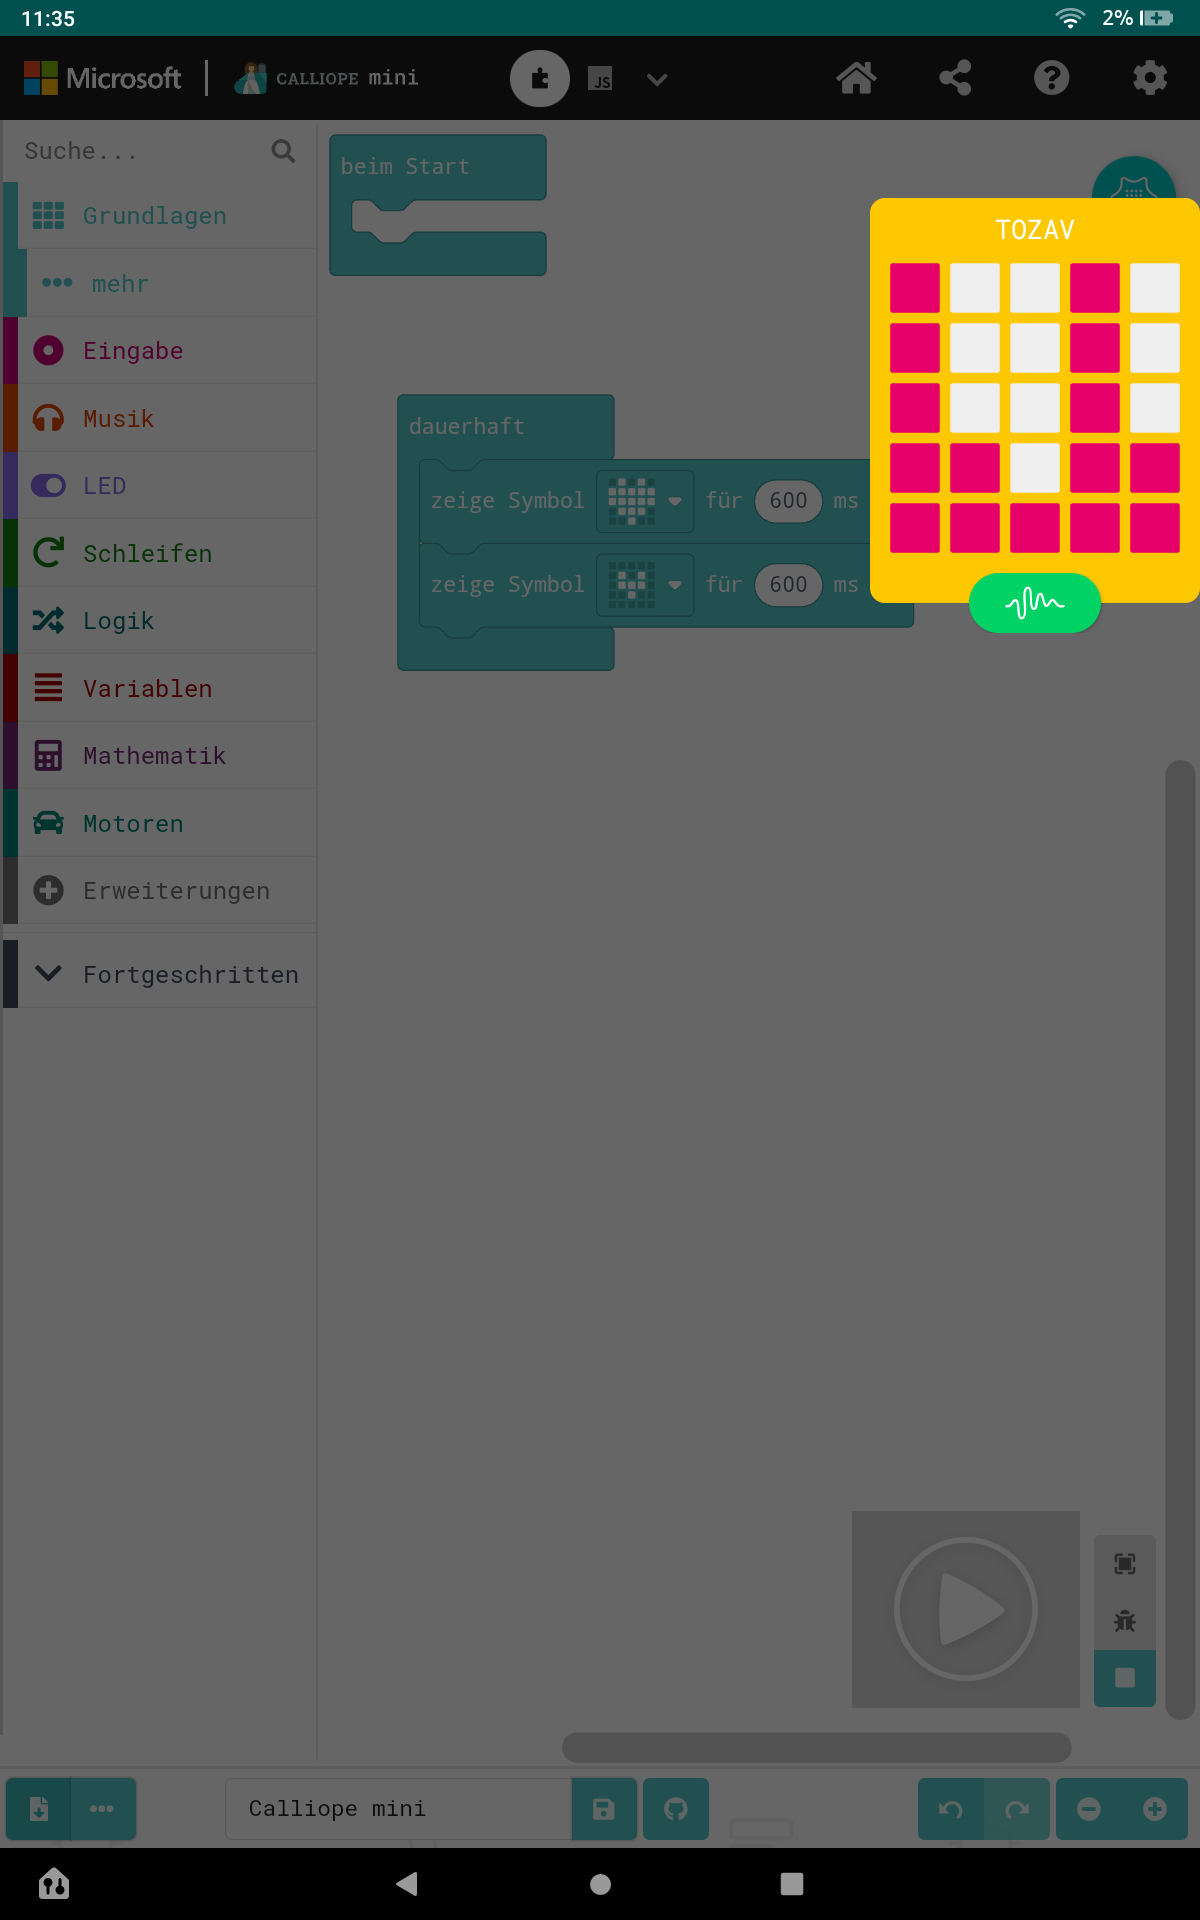 11:35
2%
Microsoft
CALLIOPE mini
JS
Suche...
beim Start
Grundlagen
TOZAV
mehr
Eingabe
Musik
dauerhaft
LED
zeige Symbol für 600 ms
Schleifen
zeige Symbol für 600 ms
Logik
Variablen
Mathematik
Motoren
Erweiterungen
Fortgeschritten
Calliope mini